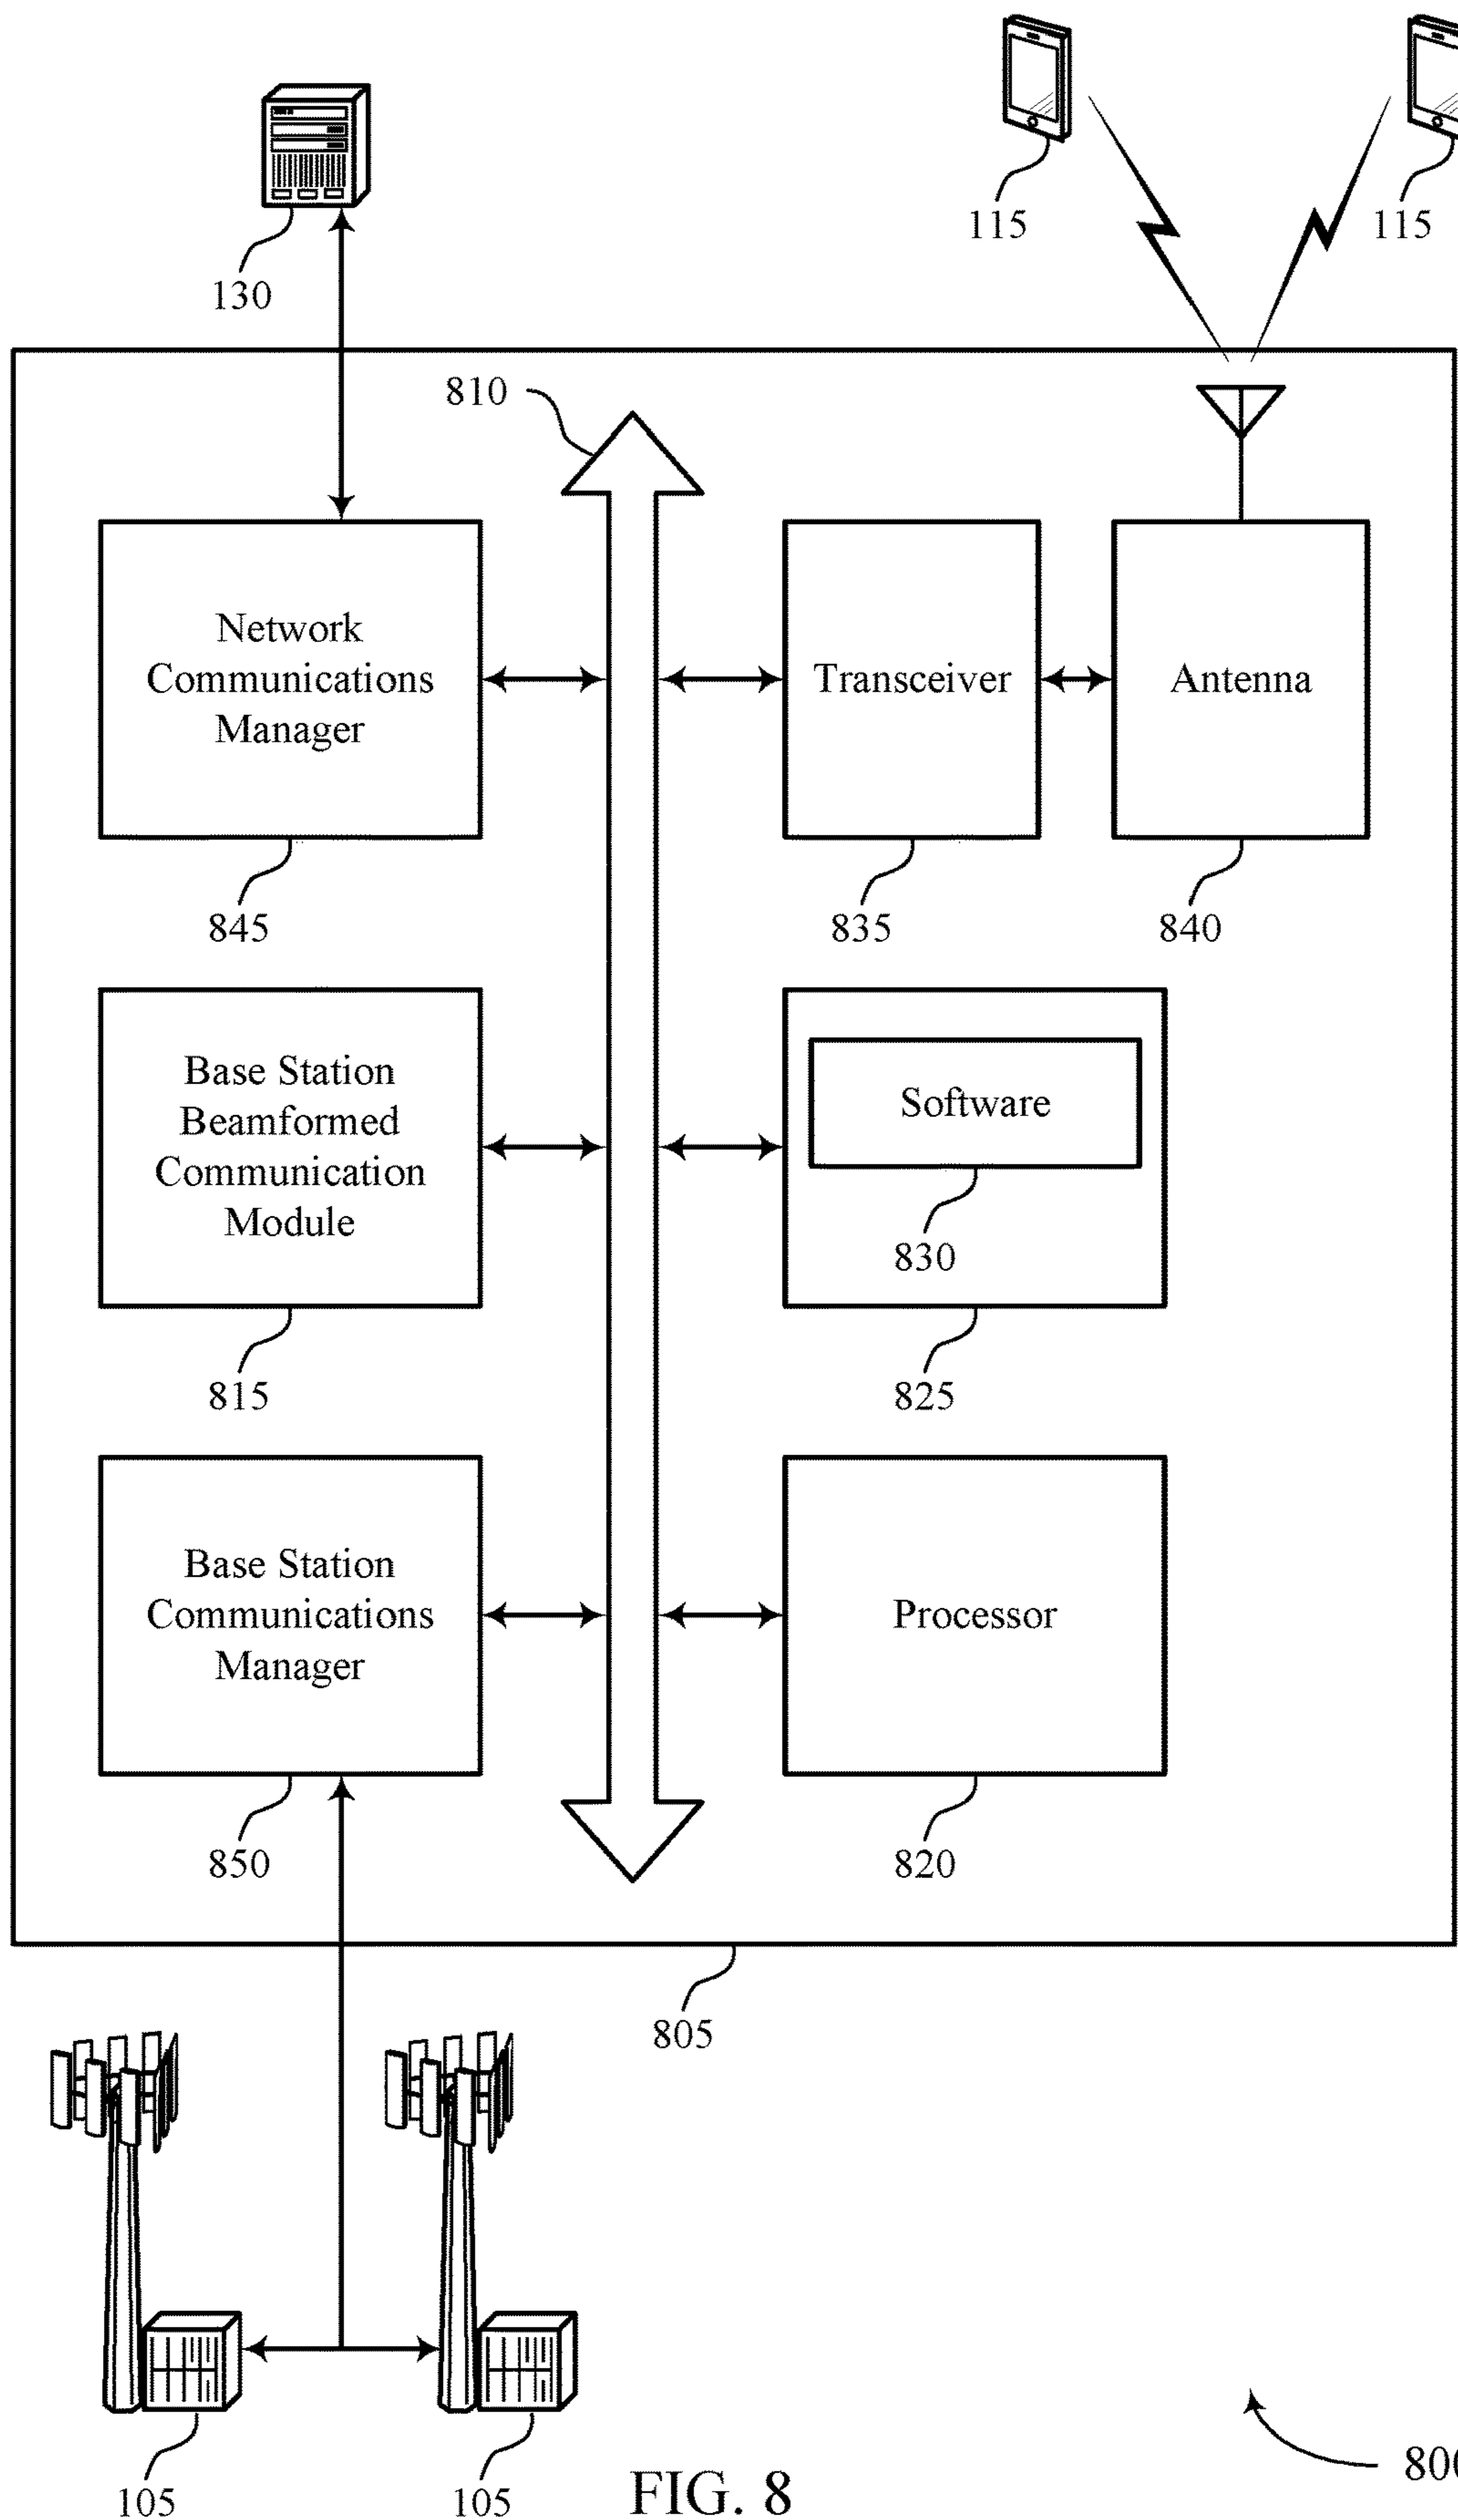 115
115
130
810
Network
Communications
Manager
Transceiver
Antenna
845
835
840
Base Station
Beamformed
Communication
Module
Software
830
815
825
Base Station
Communications
Manager
Processor
850
820
805
105
105
FIG. 8